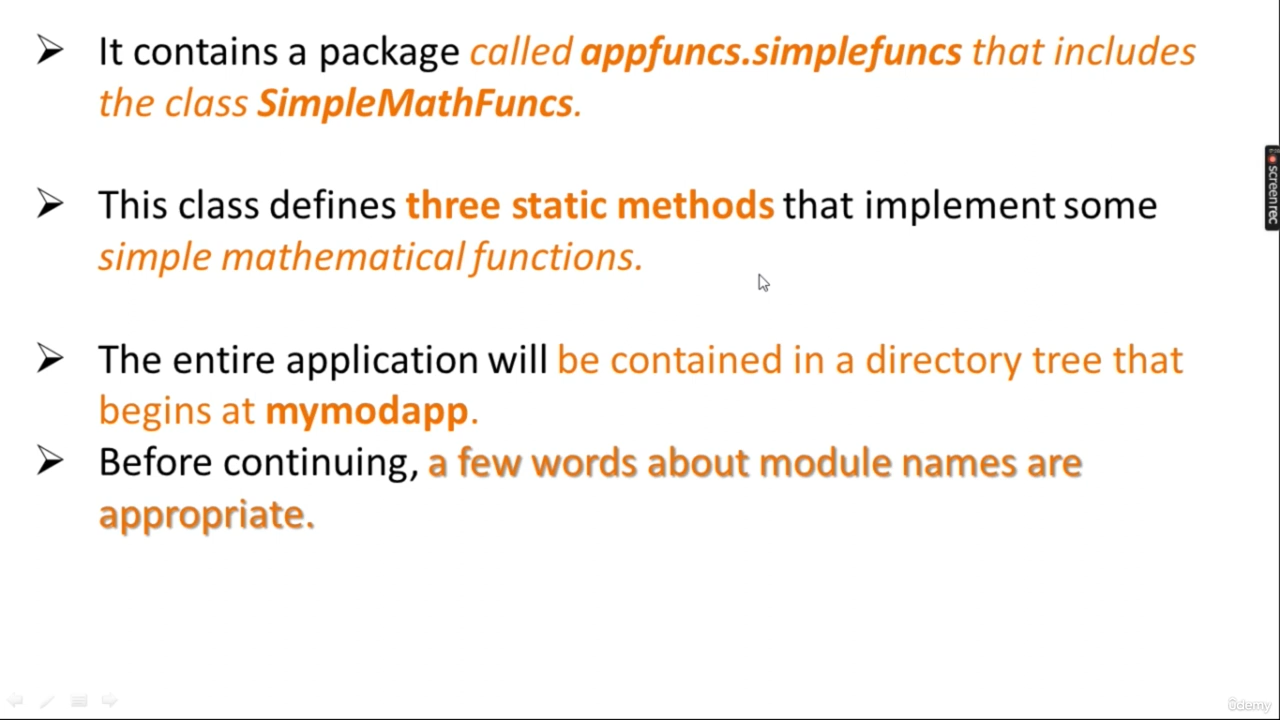 It contains a package called appfuncs.simplefuncs that includes
the class SimpleMathFuncs.
This class defines three static methods that implement some
simple mathematical functions.
The entire application will be contained in a directory tree that
begins at mymodapp.
Before continuing, a few words about module names are
appropriate.
screenrec
ûdemy